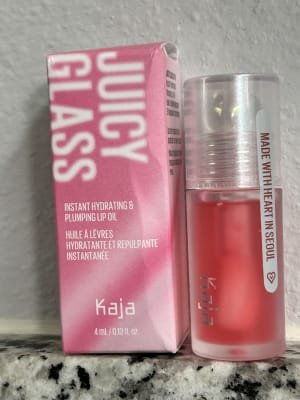 JUICY
GLASS
INSTANT HYDRATING &
PLUMPING LIP OIL
HUILE À LÈVRES
HYDRATANTE ET REPULPANTE
INSTANTANÉE
Kaja
4 mL / 0.13 fl. oz
MADE WITH HEART IN SEOUL
Kaja